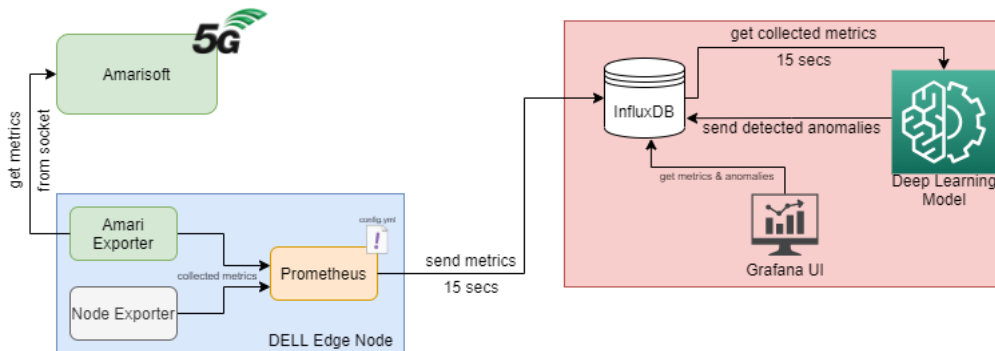 5G
Amarisoft
get metrics
from socket
Amari
Exporter
Node Exporter
collected metrics
config.yml
!
Prometheus
DELL Edge Node
send metrics
15 secs
InfluxDB
get collected metrics
15 secs
send detected anomalies
Deep Learning
Model
get metrics & anomalies
Grafana UI